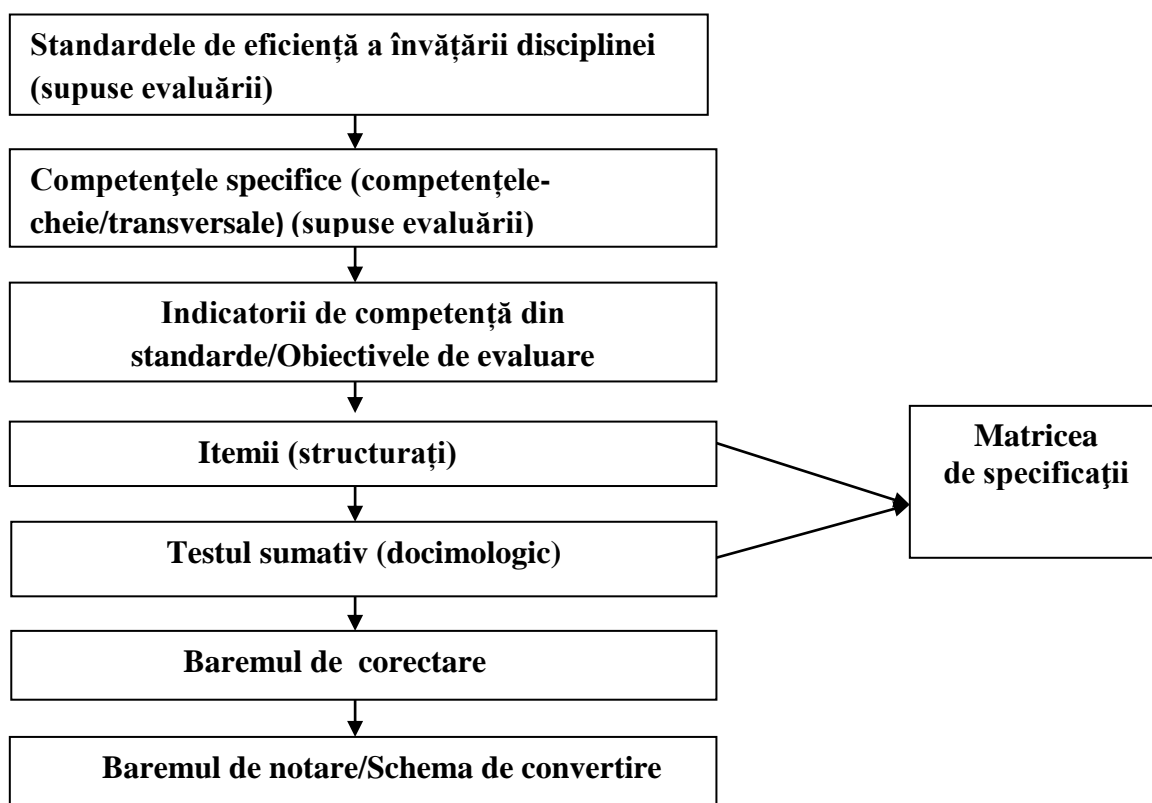 Standardele de eficiență a învățării disciplinei
(supuse evaluării)
Competenţele specifice (competențele-
cheie/transversale) (supuse evaluării)
Indicatorii de competență din
standarde/Obiectivele de evaluare
Itemii (structurați)
Matricea
de specificaţii
Testul sumativ (docimologic)
Baremul de corectare
Baremul de notare/Schema de convertire